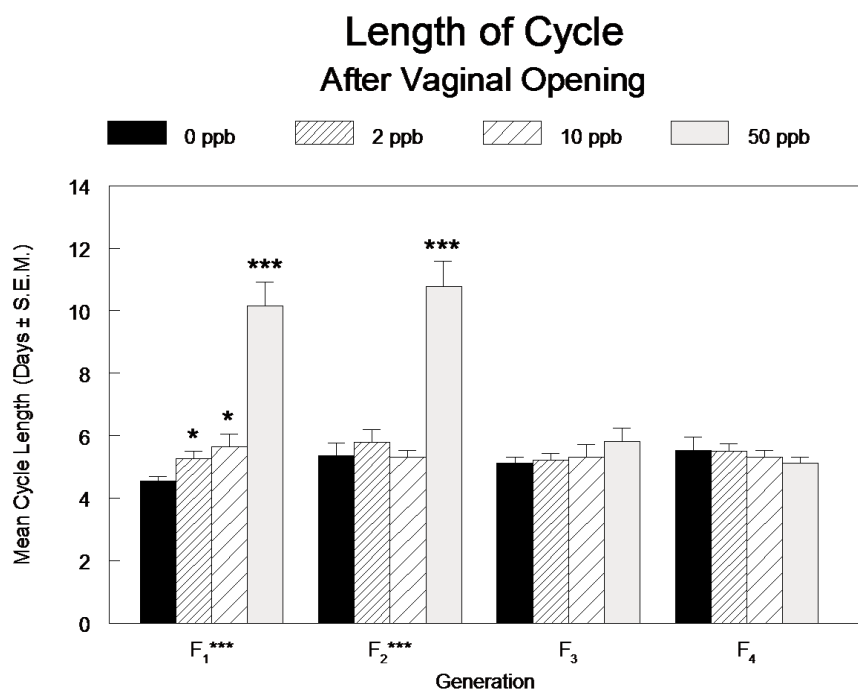 Length of Cycle
After Vaginal Opening
0 ppb 2 ppb 10 ppb 50 ppb
Mean Cycle Length (Days ± S.E.M.)
14
12
10
8
6
4
2
0
* * ***
***
F₁*** F₂*** F₃ F₄
Generation